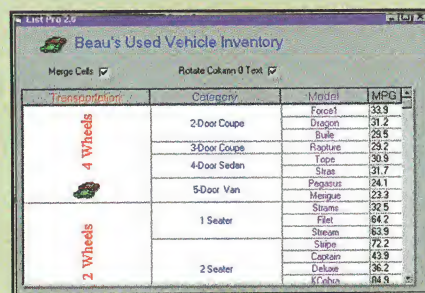 List Pro 2.0
Beau's Used Vehicle Inventory
Merge Cells Rotate Column 0 Text
Transportation Category Model MPG
4 Wheels
2-Door Coupe
Force1 33.9
Dragon 31.2
29.5
3-Door Coupe Rapture 29.2
4-Door Sedan
Tope 30.9
Stras 31.7
5-Door Van
Pegasus 24.1
Merigue 23.3
2 Wheels
1 Seater
Strams 32.5
Filet 64.2
Stream 63.9
2 Seater
Stripe 72.2
Captain 43.9
Deluxe 36.2
KCobra 84.9